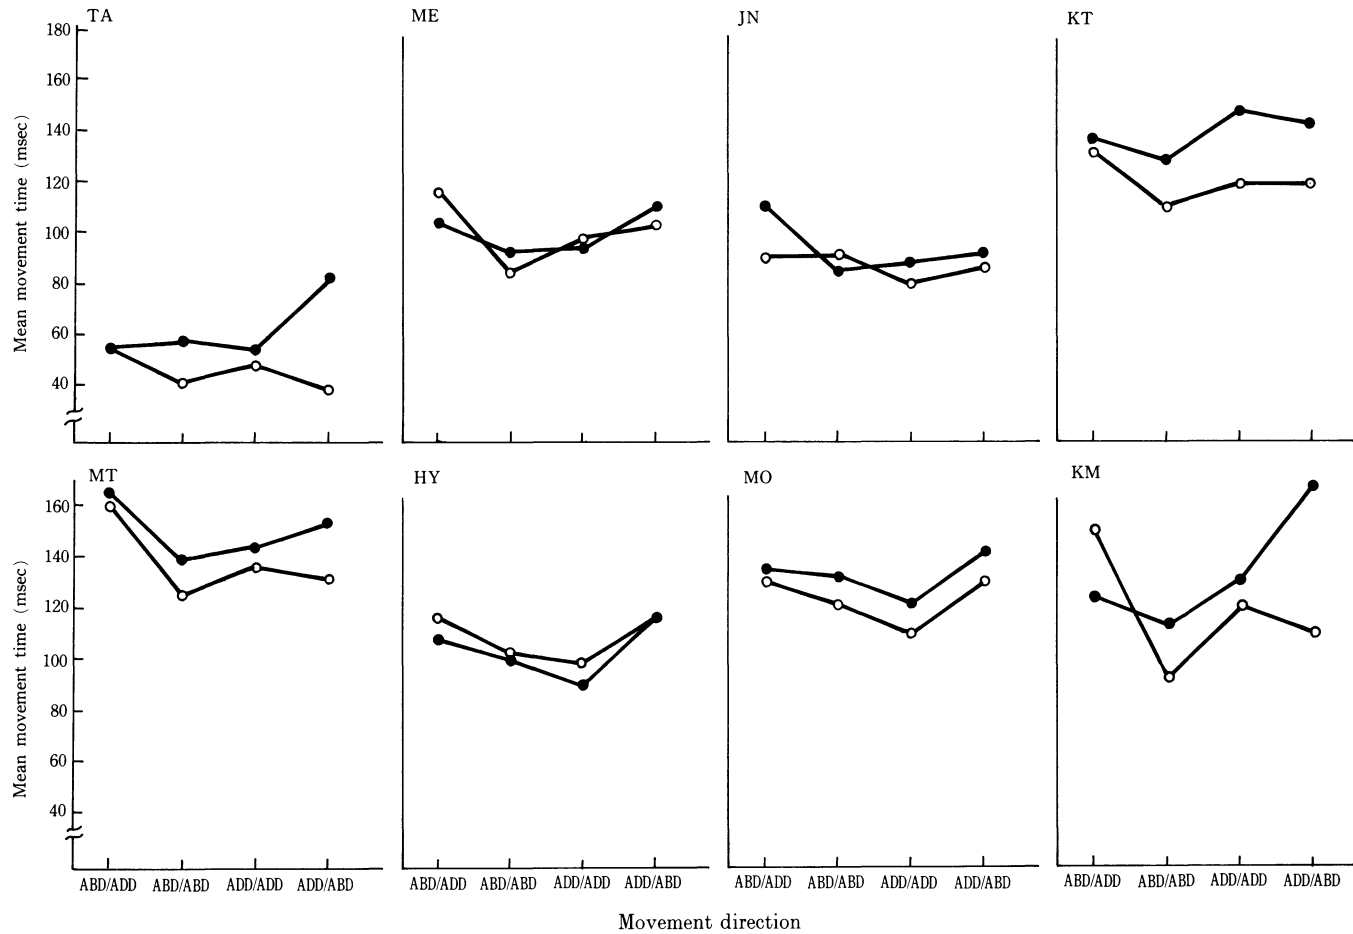 TA ME JN KT
180
160
140
120
100
80
60
40
Mean movement time (msec)
MT HY MO KM
160
140
120
100
80
60
40
Mean movement time (msec)
ABD/ADD ABD/ABD ADD/ADD ADD/ABD ABD/ADD ABD/ABD ADD/ADD ADD/ABD ABD/ADD ABD/ABD ADD/ADD ADD/ABD ABD/ADD ABD/ABD ADD/ADD ADD/ABD
Movement direction